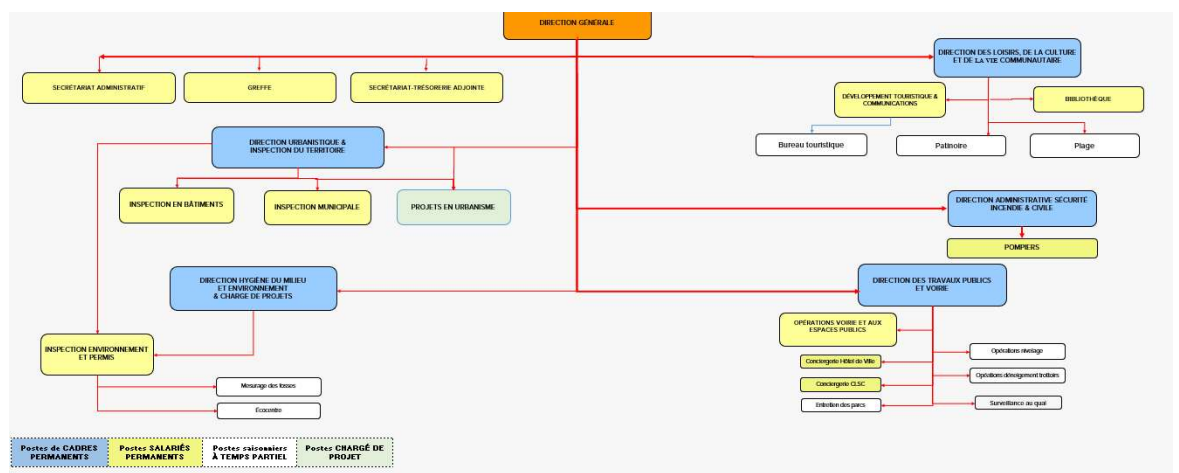 DIRECTION GÉNÉRALE
DIRECTION DES LOISIRS, DE LA CULTURE
ET DE LA VIE COMMUNAUTAIRE
SECRÉTARIAT ADMINISTRATIF
GREFFE
SECRÉTARIAT-TRÉSORERIE ADJOINTE
DÉVELOPPEMENT TOURISTIQUE &
COMMUNICATIONS
BIBLIOTHÈQUE
Bureau touristique
Patinoire
Plage
DIRECTION URBANISTIQUE &
INSPECTION DU TERRITOIRE
INSPECTION EN BÂTIMENTS
INSPECTION MUNICIPALE
PROJETS EN URBANISME
DIRECTION ADMINISTRATIVE SÉCURITÉ
INCENDIE & CIVILE
POMPIERS
DIRECTION HYGIÈNE DU MILIEU
ET ENVIRONNEMENT
& CHARGE DE PROJETS
DIRECTION DES TRAVAUX PUBLICS
ET VOIRIE
INSPECTION ENVIRONNEMENT
ET PERMIS
Mesurage des fosses
Écocentre
OPÉRATIONS VOIRIE ET AUX
ESPACES PUBLICS
Conciergerie Hôtel de Ville
Conciergerie CLSC
Entretien des parcs
Opérations nivelage
Opérations déneigement trottoirs
Surveillance au quai
Postes de CADRES
PERMANENTS
Postes SALARIÉS
PERMANENTS
Postes saisonniers
À TEMPS PARTIEL
Postes CHARGÉ DE
PROJET